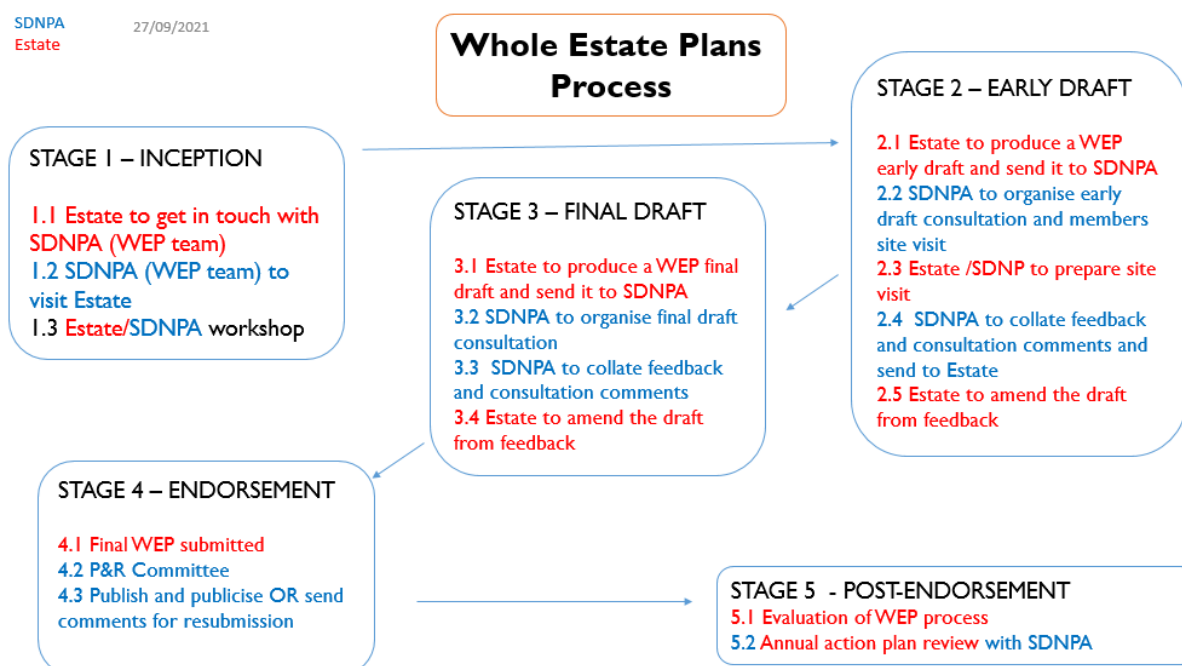 SDNPA
Estate
27/09/2021
Whole Estate Plans
Process
STAGE 1 – INCEPTION
1.1 Estate to get in touch with
SDNPA (WEP team)
1.2 SDNPA (WEP team) to
visit Estate
1.3 Estate/SDNPA workshop
STAGE 2 – EARLY DRAFT
2.1 Estate to produce a WEP
early draft and send it to SDNPA
2.2 SDNPA to organise early
draft consultation and members
site visit
2.3 Estate /SDNP to prepare site
visit
2.4 SDNPA to collate feedback
and consultation comments and
send to Estate
2.5 Estate to amend the draft
from feedback
STAGE 3 – FINAL DRAFT
3.1 Estate to produce a WEP final
draft and send it to SDNPA
3.2 SDNPA to organise final draft
consultation
3.3 SDNPA to collate feedback
and consultation comments
3.4 Estate to amend the draft
from feedback
STAGE 4 – ENDORSEMENT
4.1 Final WEP submitted
4.2 P&R Committee
4.3 Publish and publicise OR send
comments for resubmission
STAGE 5 - POST-ENDORSEMENT
5.1 Evaluation of WEP process
5.2 Annual action plan review with SDNPA